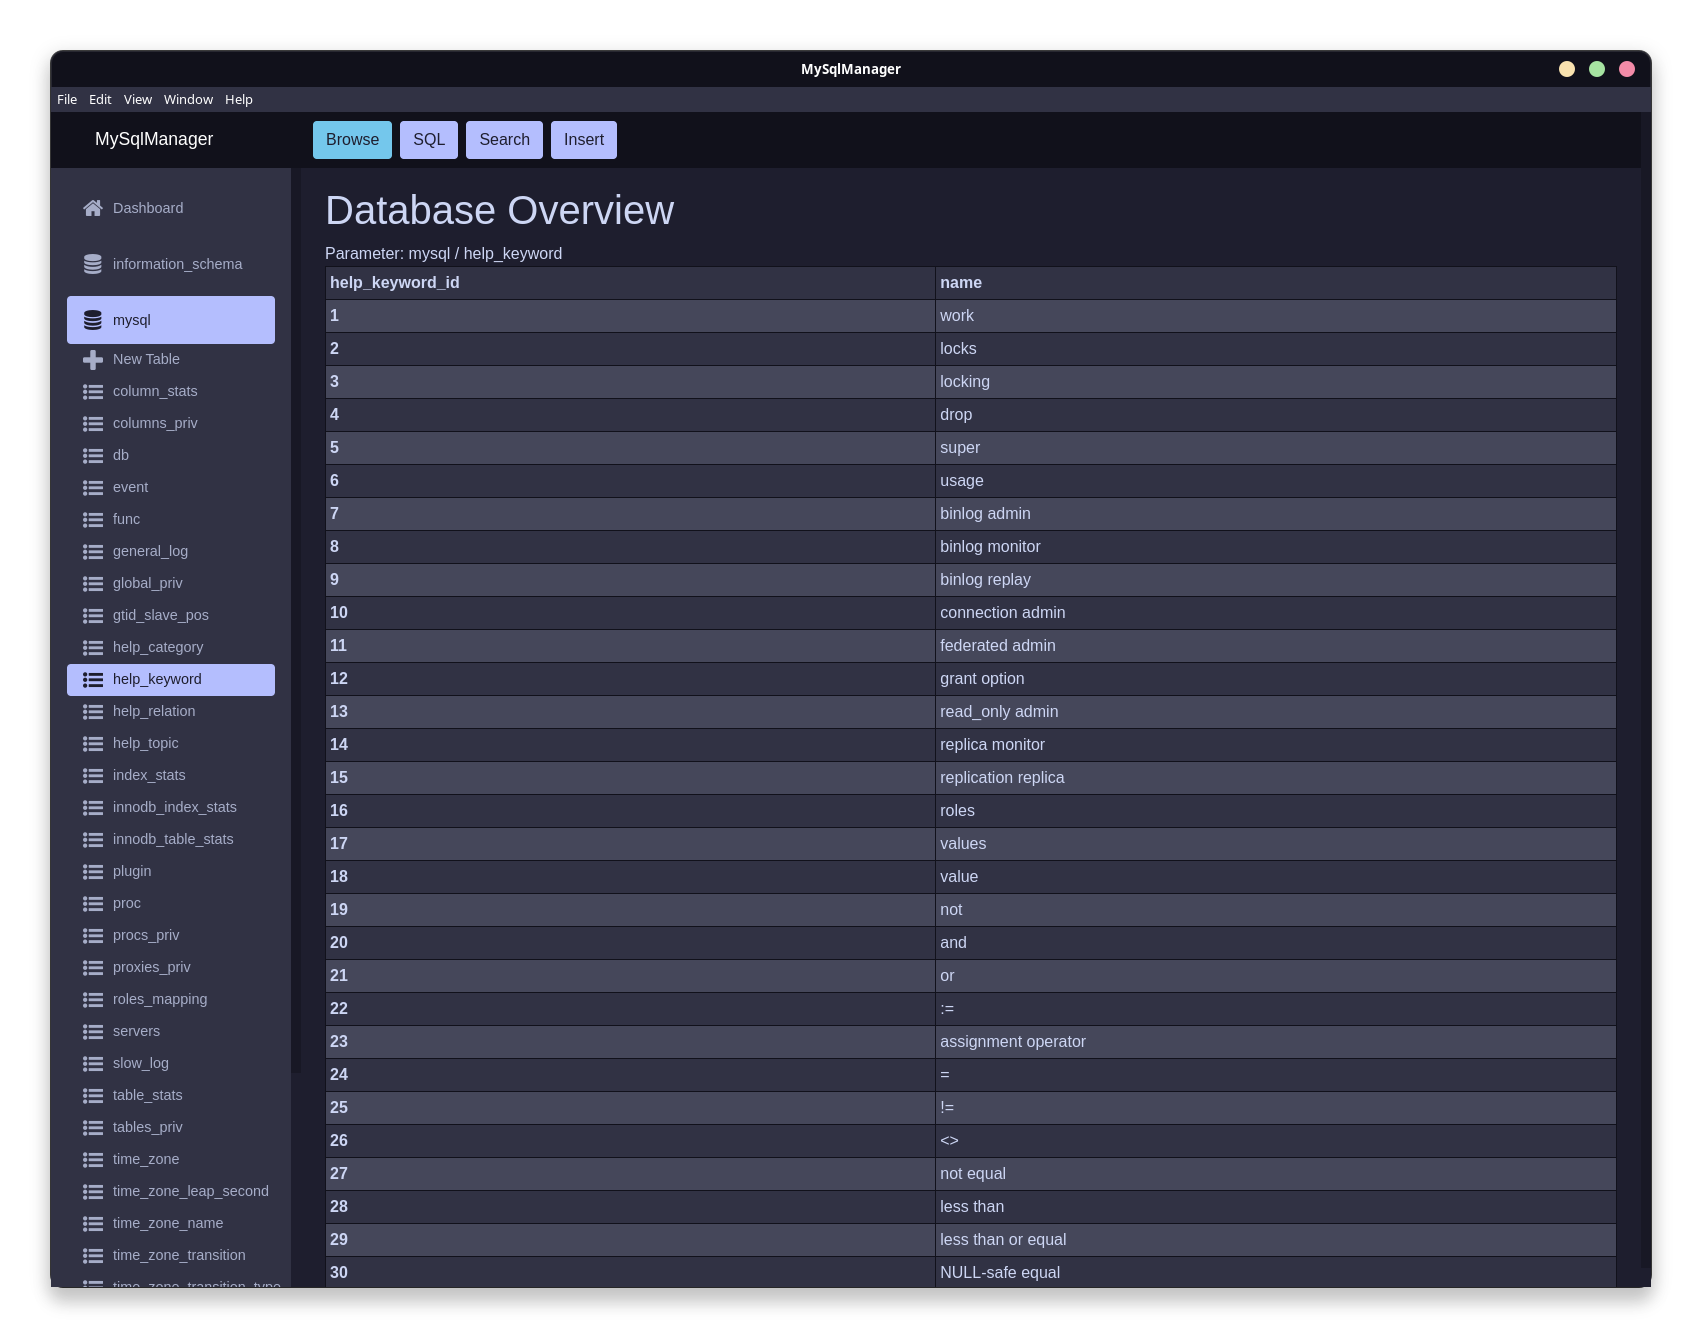 MySqlManager
File Edit View Window Help
MySqlManager
Browse SQL Search Insert
Dashboard
information_schema
mysql
New Table
column_stats
columns_priv
db
event
func
general_log
global_priv
gtid_slave_pos
help_category
help_keyword
help_relation
help_topic
index_stats
innodb_index_stats
innodb_table_stats
plugin
proc
procs_priv
proxies_priv
roles_mapping
servers
slow_log
table_stats
tables_priv
time_zone
time_zone_leap_second
time_zone_name
time_zone_transition
time_zone_transition_type
Database Overview
Parameter: mysql / help_keyword
help_keyword_id name
1 work
2 locks
3 locking
4 drop
5 super
6 usage
7 binlog admin
8 binlog monitor
9 binlog replay
10 connection admin
11 federated admin
12 grant option
13 read_only admin
14 replica monitor
15 replication replica
16 roles
17 values
18 value
19 not
20 and
21 or
22 :=
23 assignment operator
24 =
25 !=
26 <>
27 not equal
28 less than
29 less than or equal
30 NULL-safe equal